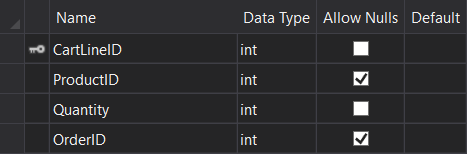 Name Data Type Allow Nulls Default
CartLineID int
ProductID int
Quantity int
OrderID int